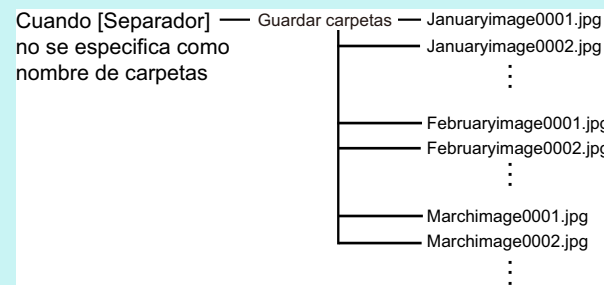 Cuando [Separador]
no se especifica como
nombre de carpetas
Guardar carpetas
Januaryimage0001.jpg
Januaryimage0002.jpg
Februaryimage0001.jpg
Februaryimage0002.jpg
Marchimage0001.jpg
Marchimage0002.jpg